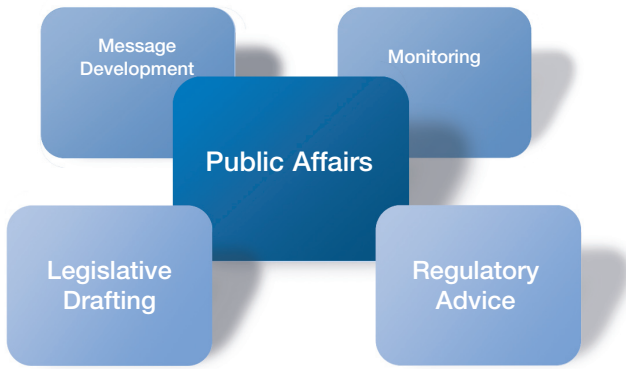 Message
Development
Monitoring
Public Affairs
Legislative
Drafting
Regulatory
Advice